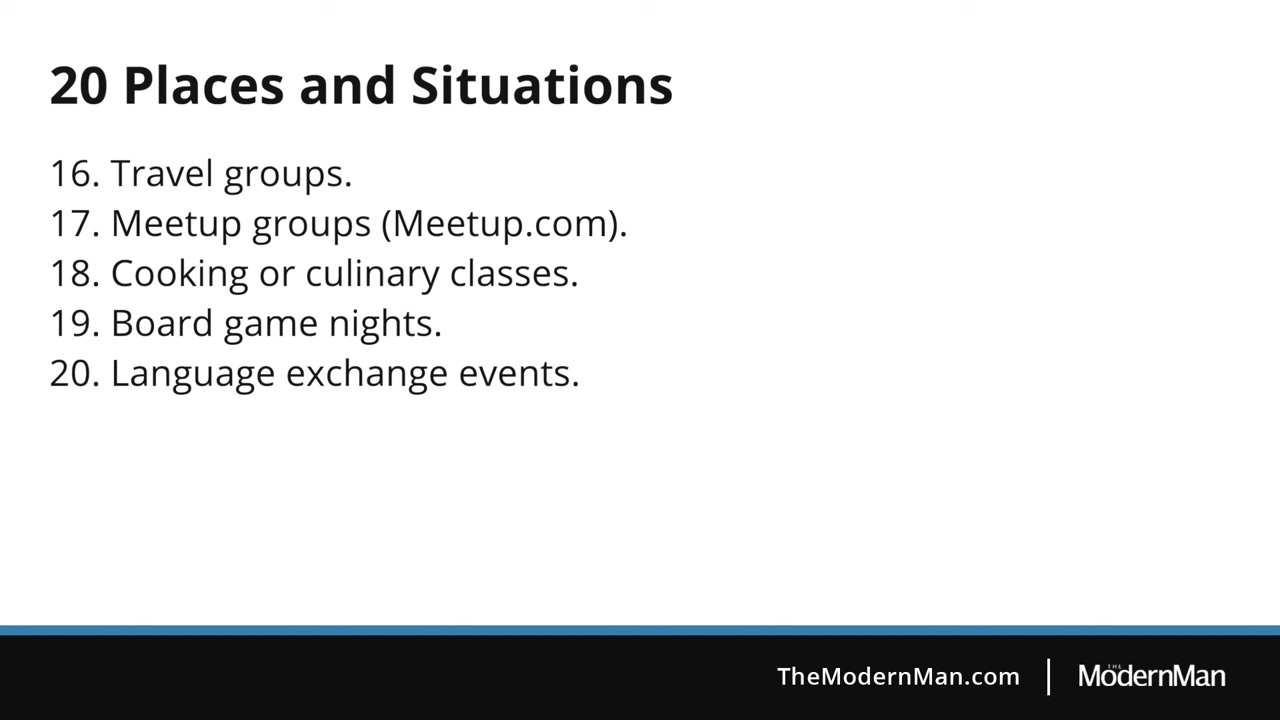 20 Places and Situations
16. Travel groups.
17. Meetup groups (Meetup.com).
18. Cooking or culinary classes.
19. Board game nights.
20. Language exchange events.
TheModernMan.com | THE ModernMan